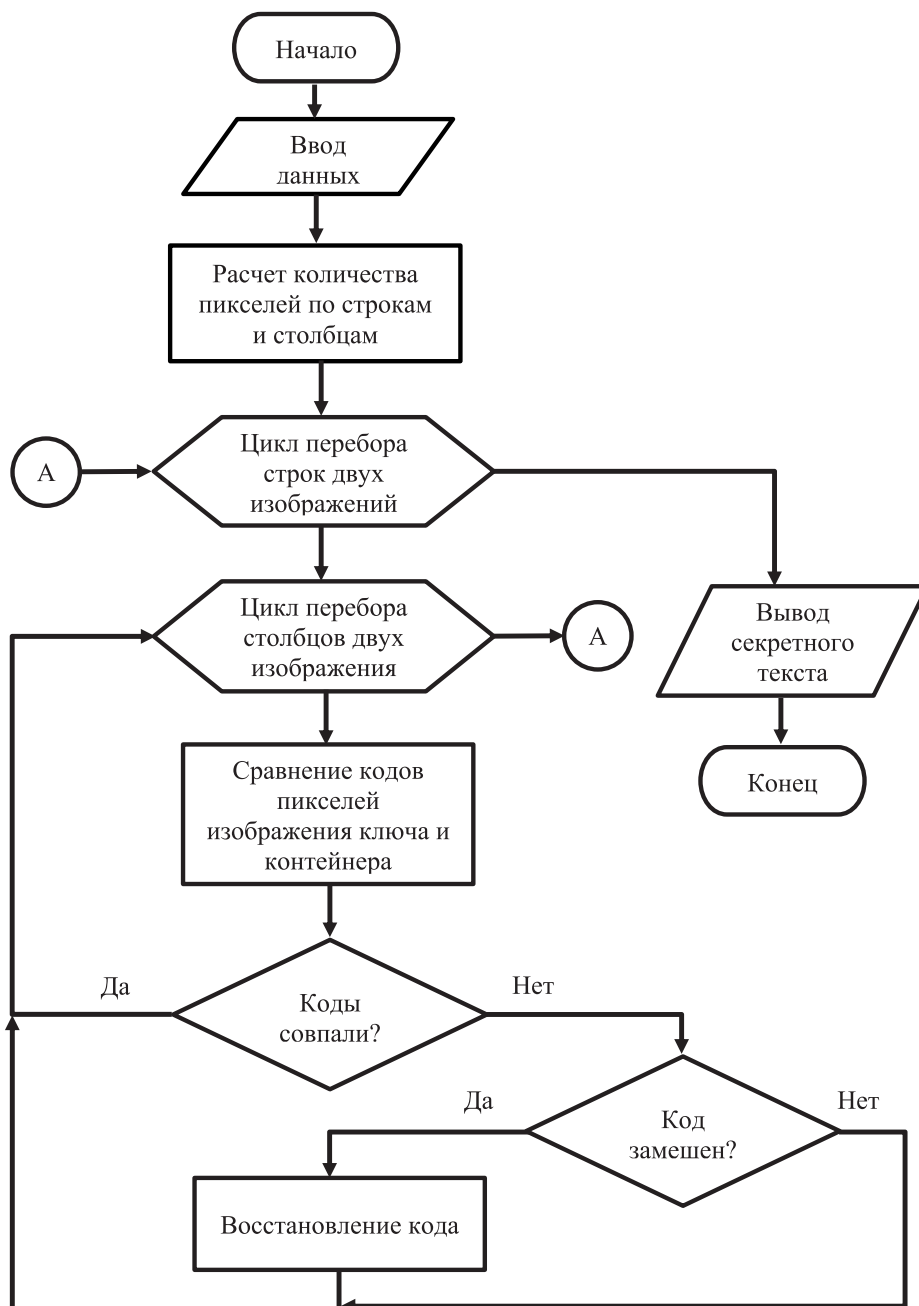 Начало
Ввод
данных
Расчет количества
пикселей по строкам
и столбцам
Цикл перебора
строк двух
изображений
А
Цикл перебора
столбцов двух
изображения
А
Вывод
секретного
текста
Конец
Сравнение кодов
пикселей
изображения ключа и
контейнера
Да
Коды
совпали?
Нет
Да
Код
замешен?
Нет
Восстановление кода